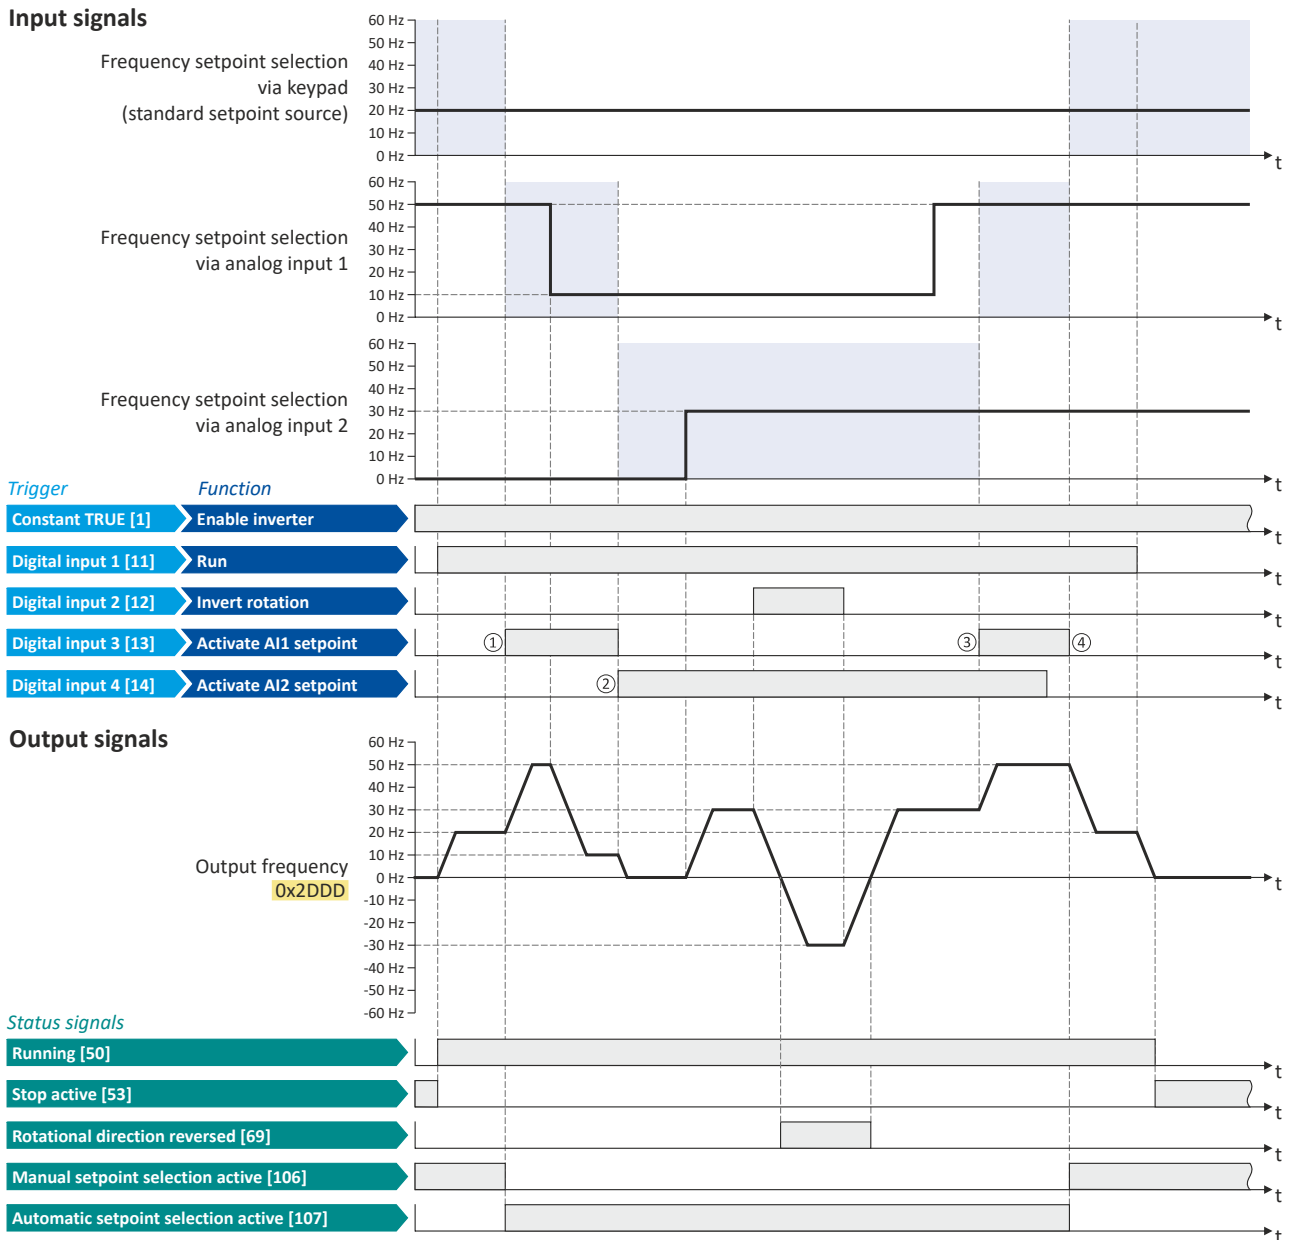 Input signals
Frequency setpoint selection
via keypad
(standard setpoint source)
60 Hz
50 Hz
40 Hz
30 Hz
20 Hz
10 Hz
0 Hz
t
Frequency setpoint selection
via analog input 1
60 Hz
50 Hz
40 Hz
30 Hz
20 Hz
10 Hz
0 Hz
t
Frequency setpoint selection
via analog input 2
60 Hz
50 Hz
40 Hz
30 Hz
20 Hz
10 Hz
0 Hz
t
Trigger Function
Constant TRUE [1] Enable inverter t
Digital input 1 [11] Run t
Digital input 2 [12] Invert rotation t
Digital input 3 [13] Activate AI1 setpoint ① ③ ④ t
Digital input 4 [14] Activate AI2 setpoint ② t
Output signals
Output frequency
0x2DDD
60 Hz
50 Hz
40 Hz
30 Hz
20 Hz
10 Hz
0 Hz
-10 Hz
-20 Hz
-30 Hz
-40 Hz
-50 Hz
-60 Hz
t
Status signals
Running [50] t
Stop active [53] t
Rotational direction reversed [69] t
Manual setpoint selection active [106] t
Automatic setpoint selection active [107] t